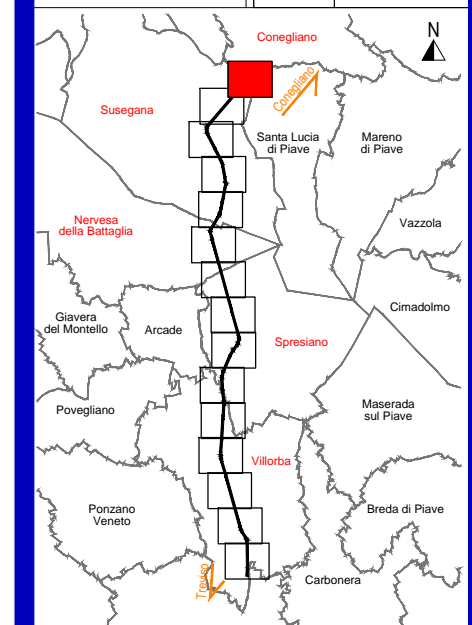 N
Conegliano
Conegliano
Susegana
Santa Lucia
di Piave
Mareno
di Piave
Nervesa
della Battaglia
Vazzola
Cimadolmo
Giavera
del Montello
Arcade
Spresiano
Povegliano
Maserada
sul Piave
Villorba
Ponzano
Veneto
Breda di Piave
Treviso
Carbonera